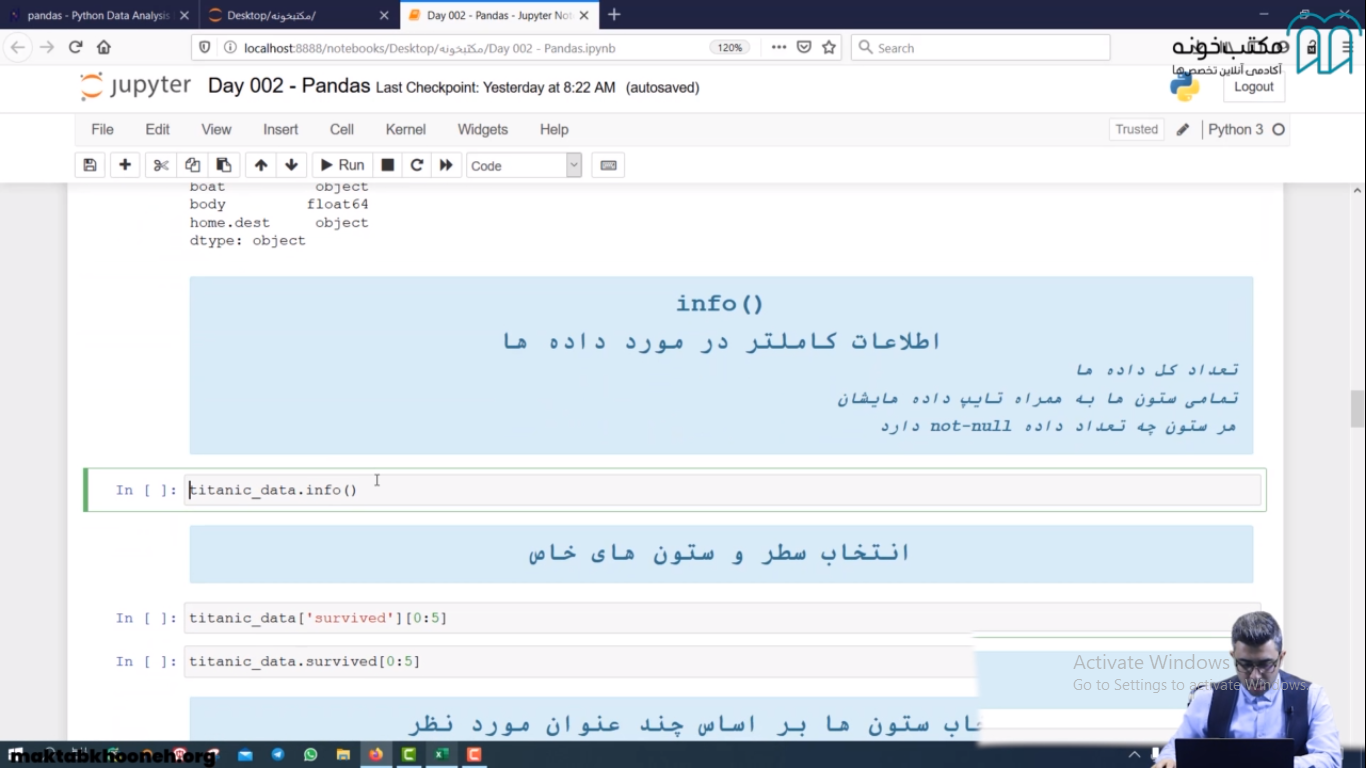 pandas - Python Data Analysis
Desktop/مکتبخونه/
Day 002 - Pandas - Jupyter Not
localhost:8888/notebooks/Desktop/مکتبخونه/Day 002 - Pandas.ipynb
120%
Search
مکتب‌خونه
آکادمی آنلاین تخصص‌ها
jupyter
Day 002 - Pandas Last Checkpoint: Yesterday at 8:22 AM (autosaved)
Logout
File Edit View Insert Cell Kernel Widgets Help
Trusted
Python 3
Run
Code
boat object
body float64
home.dest object
dtype: object
info()
اطلاعات کاملتر در مورد داده ها
تعداد کل داده ها
تمامی ستون ها به همراه تایپ داده هایشان
هر ستون چه تعداد داده not-null دارد
In [ ]: titanic_data.info()
انتخاب سطر و ستون های خاص
In [ ]: titanic_data['survived'][0:5]
In [ ]: titanic_data.survived[0:5]
ستون ها بر اساس چند عنوان مورد نظر
Activate Windows
Go to Settings to activate Windows.
maktabkhooneh.org